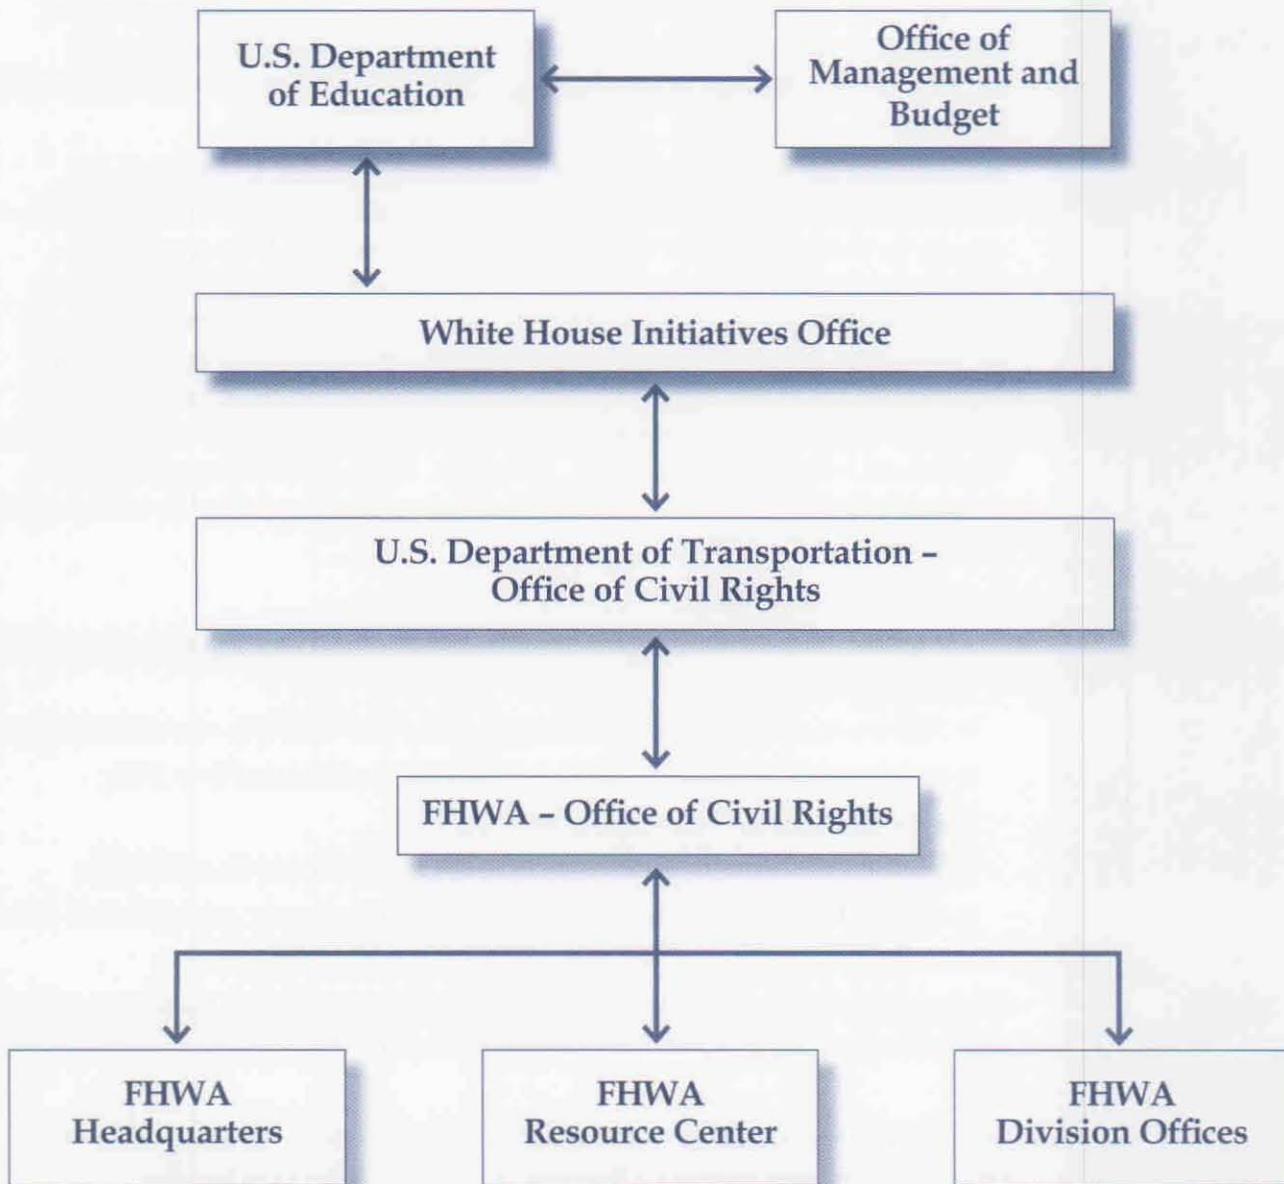 U.S. Department
of Education
Office of
Management and
Budget
White House Initiatives Office
U.S. Department of Transportation –
Office of Civil Rights
FHWA – Office of Civil Rights
FHWA
Headquarters
FHWA
Resource Center
FHWA
Division Offices